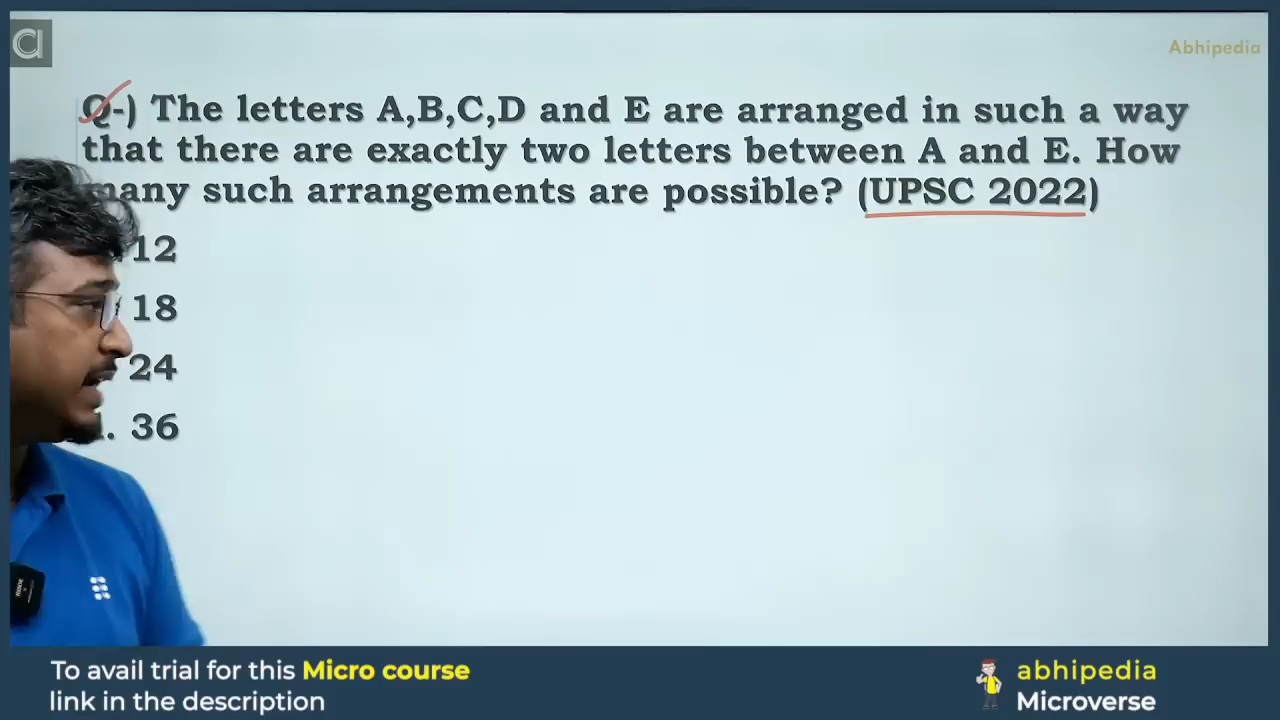 Abhipedia
Q-) The letters A,B,C,D and E are arranged in such a way
that there are exactly two letters between A and E. How
many such arrangements are possible? (UPSC 2022)
12
18
24
. 36
To avail trial for this Micro course
link in the description
abhipedia
Microverse